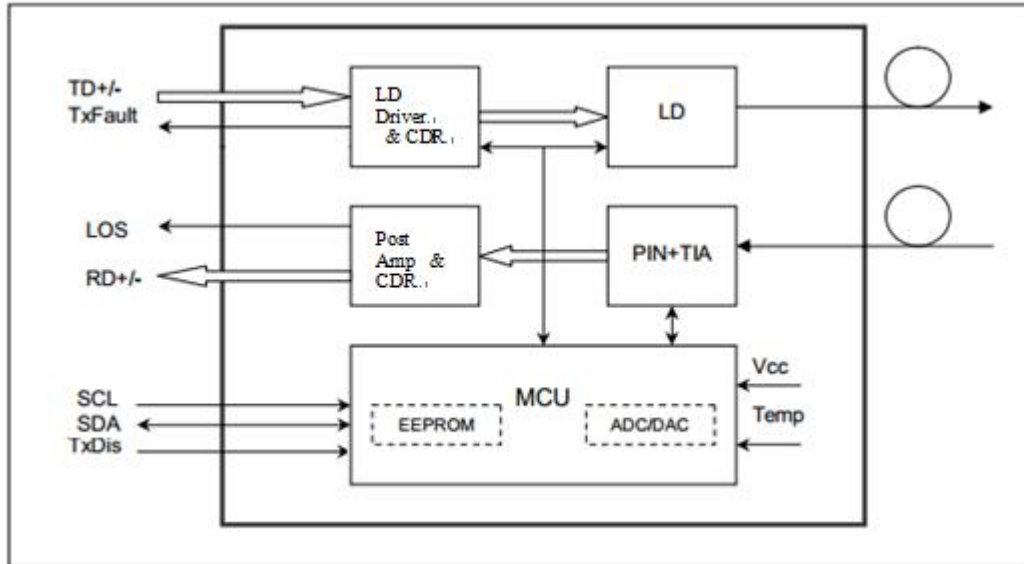 TD+/-
TxFault
LD
Driver.
& CDR.
LD
LOS
RD+/-
Post
Amp &
CDR.
PIN+TIA
SCL
SDA
TxDis
MCU
EEPROM
ADC/DAC
Vcc
Temp